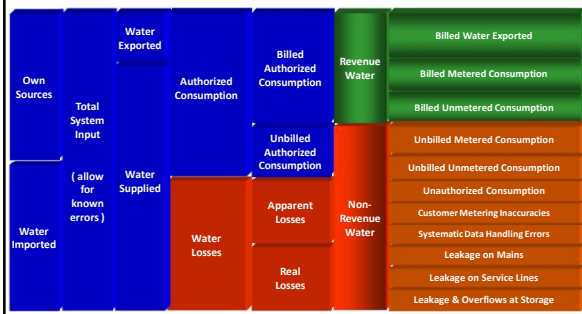 Own
Sources
Water
Imported
Total
System
Input
( allow
for
known
errors )
Water
Exported
Water
Supplied
Authorized
Consumption
Water
Losses
Billed
Authorized
Consumption
Unbilled
Authorized
Consumption
Apparent
Losses
Real
Losses
Revenue
Water
Non-
Revenue
Water
Billed Water Exported
Billed Metered Consumption
Billed Unmetered Consumption
Unbilled Metered Consumption
Unbilled Unmetered Consumption
Unauthorized Consumption
Customer Metering Inaccuracies
Systematic Data Handling Errors
Leakage on Mains
Leakage on Service Lines
Leakage & Overflows at Storage